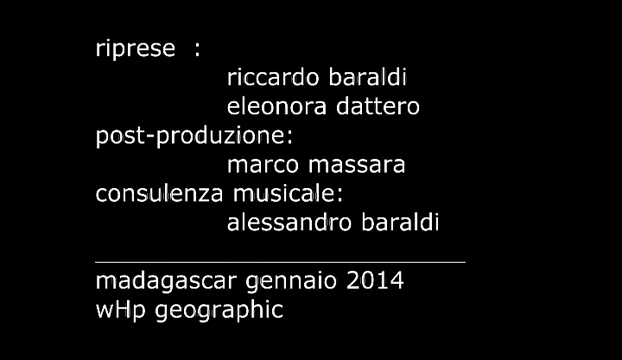 riprese :
riccardo baraldi
eleonora dattero
post-produzione:
marco massara
consulenza musicale:
alessandro baraldi
madagascar gennaio 2014
wHp geographic